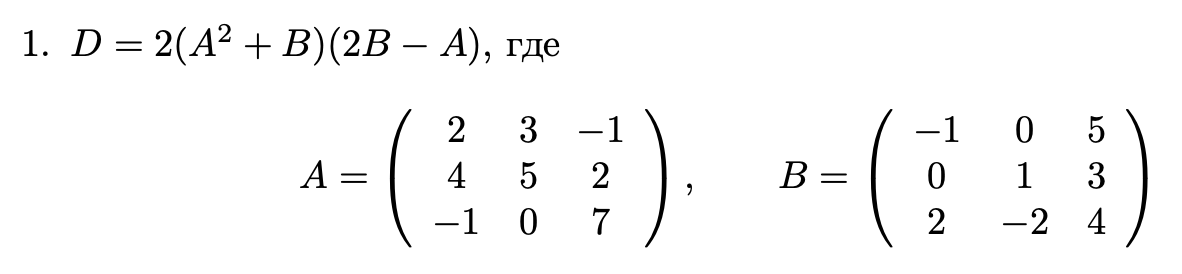 1. D = 2(A² + B)(2B − A), где
2 3 −1 −1 0 5
A = ( 4 5 2 ), B = ( 0 1 3 )
−1 0 7 2 −2 4